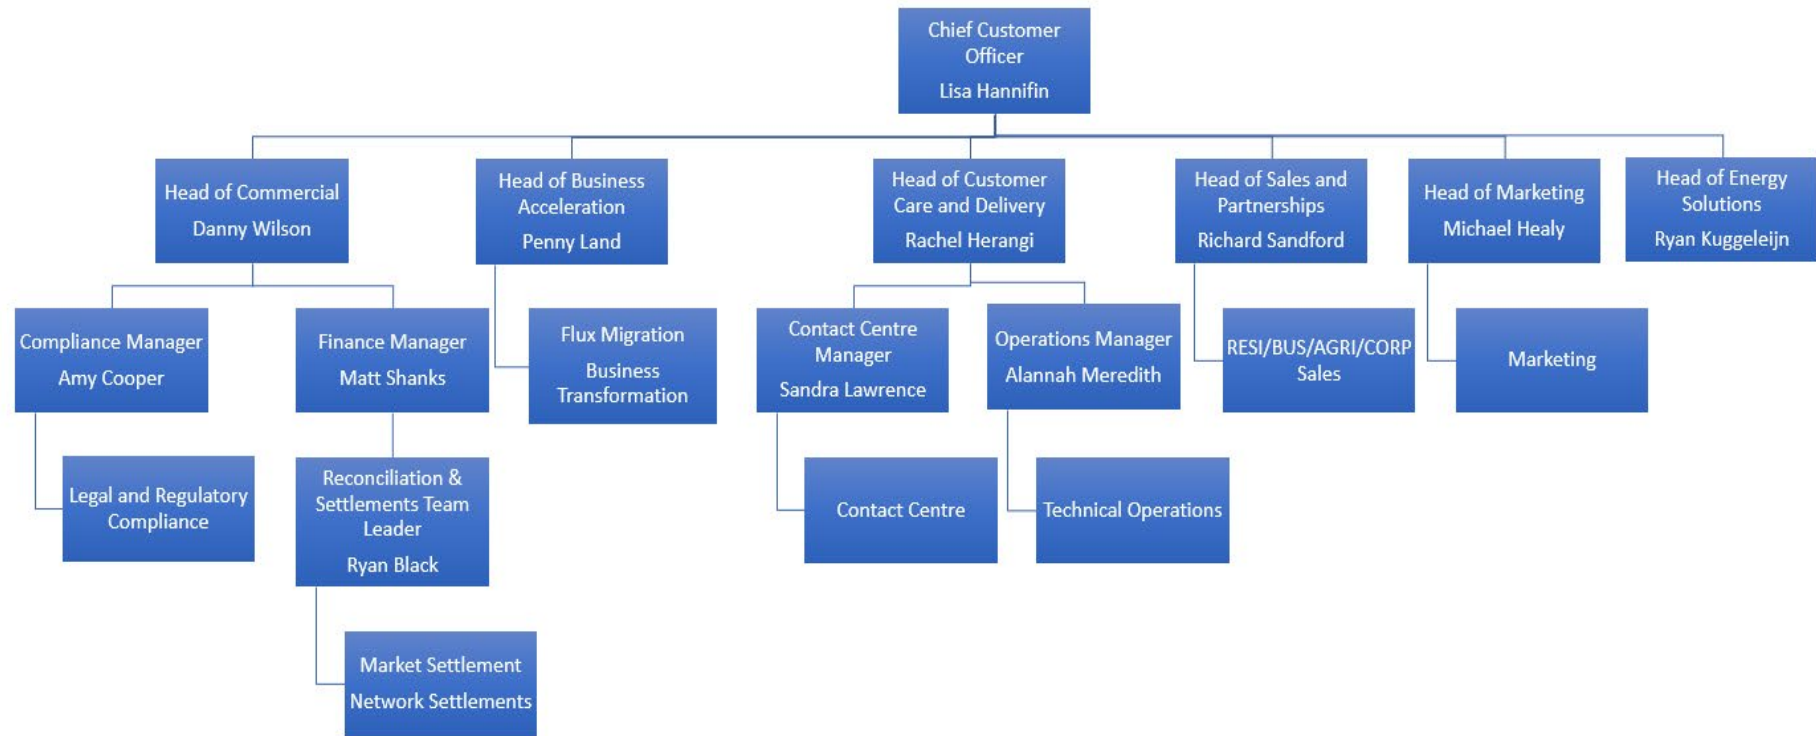 Chief Customer
Officer
Lisa Hannifin
Head of Commercial
Danny Wilson
Head of Business
Acceleration
Penny Land
Head of Customer
Care and Delivery
Rachel Herangi
Head of Sales and
Partnerships
Richard Sandford
Head of Marketing
Michael Healy
Head of Energy
Solutions
Ryan Kuggeleijn
Compliance Manager
Amy Cooper
Finance Manager
Matt Shanks
Flux Migration
Business
Transformation
Contact Centre
Manager
Sandra Lawrence
Operations Manager
Alannah Meredith
RESI/BUS/AGRI/CORP
Sales
Marketing
Legal and Regulatory
Compliance
Reconciliation &
Settlements Team
Leader
Ryan Black
Contact Centre
Technical Operations
Market Settlement
Network Settlements